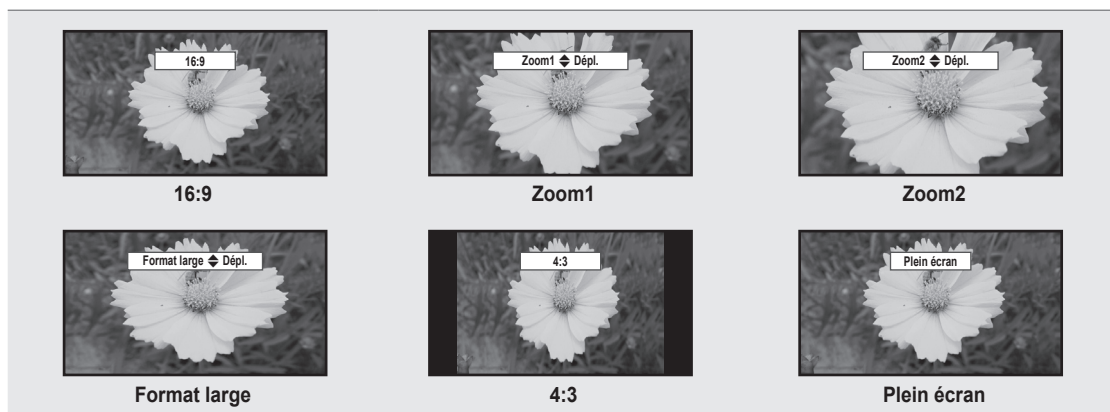 16:9
Zoom1 Dépl.
Zoom2 Dépl.
16:9
Zoom1
Zoom2
Format large Dépl.
4:3
Plein écran
Format large
4:3
Plein écran